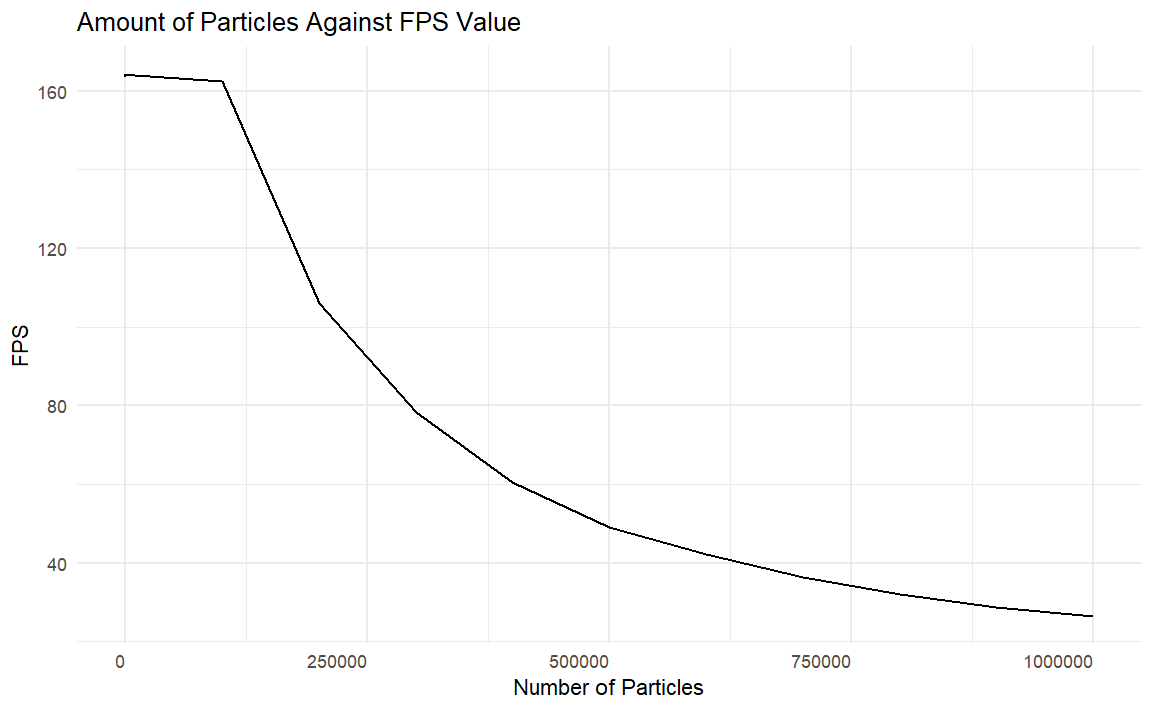 Amount of Particles Against FPS Value
160
120
80
40
FPS
0 250000 500000 750000 1000000
Number of Particles